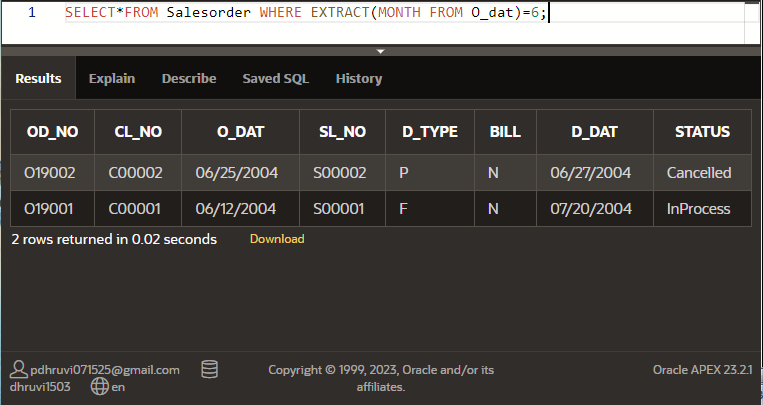 1 SELECT*FROM Salesorder WHERE EXTRACT(MONTH FROM O_dat)=6;
Results Explain Describe Saved SQL History
OD_NO CL_NO O_DAT SL_NO D_TYPE BILL D_DAT STATUS
O19002 C00002 06/25/2004 S00002 P N 06/27/2004 Cancelled
O19001 C00001 06/12/2004 S00001 F N 07/20/2004 InProcess
2 rows returned in 0.02 seconds Download
pdhruvi071525@gmail.com Copyright © 1999, 2023, Oracle and/or its Oracle APEX 23.2.1
dhruvi1503 en affiliates.